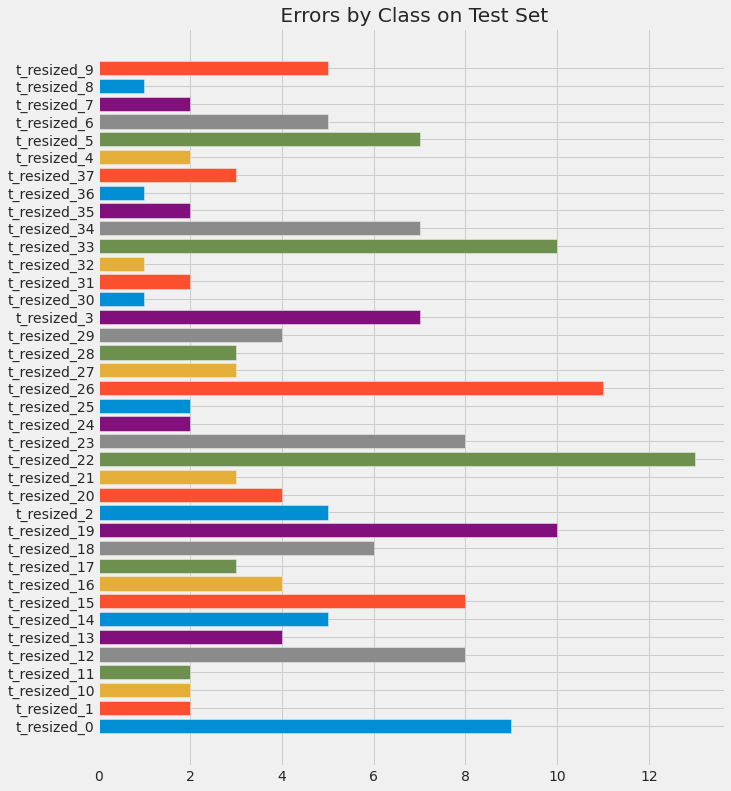 Errors by Class on Test Set
t_resized_9
t_resized_8
t_resized_7
t_resized_6
t_resized_5
t_resized_4
t_resized_37
t_resized_36
t_resized_35
t_resized_34
t_resized_33
t_resized_32
t_resized_31
t_resized_30
t_resized_3
t_resized_29
t_resized_28
t_resized_27
t_resized_26
t_resized_25
t_resized_24
t_resized_23
t_resized_22
t_resized_21
t_resized_20
t_resized_2
t_resized_19
t_resized_18
t_resized_17
t_resized_16
t_resized_15
t_resized_14
t_resized_13
t_resized_12
t_resized_11
t_resized_10
t_resized_1
t_resized_0
0 2 4 6 8 10 12